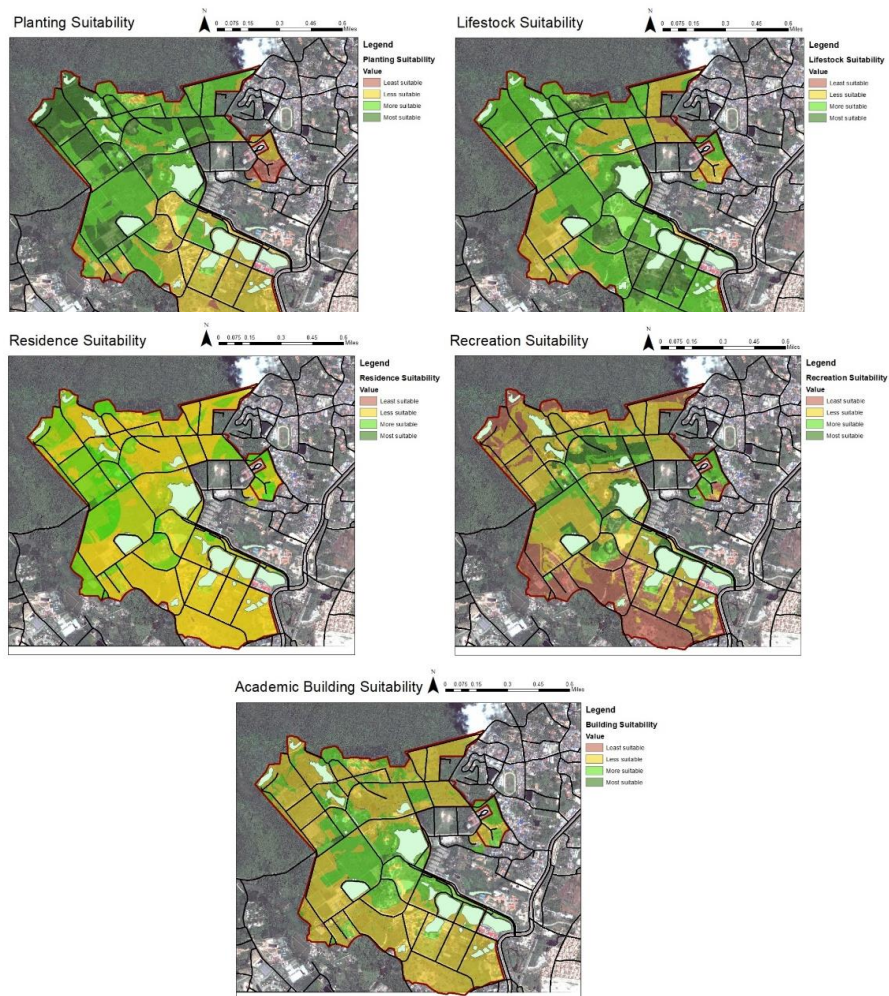 Planting Suitability
N
0 0.075 0.15 0.3 0.45 0.6
Miles
Legend
Planting Suitability
Value
Least suitable
Less suitable
More suitable
Most suitable
Lifestock Suitability
N
0 0.075 0.15 0.3 0.45 0.6
Miles
Legend
Lifestock Suitability
Value
Least suitable
Less suitable
More suitable
Most suitable
Residence Suitability
N
0 0.075 0.15 0.3 0.45 0.6
Miles
Legend
Residence Suitability
Value
Least suitable
Less suitable
More suitable
Most suitable
Recreation Suitability
N
0 0.075 0.15 0.3 0.45 0.6
Miles
Legend
Recreation Suitability
Value
Least suitable
Less suitable
More suitable
Most suitable
Academic Building Suitability
N
0 0.075 0.15 0.3 0.45 0.6
Miles
Legend
Building Suitability
Value
Least suitable
Less suitable
More suitable
Most suitable